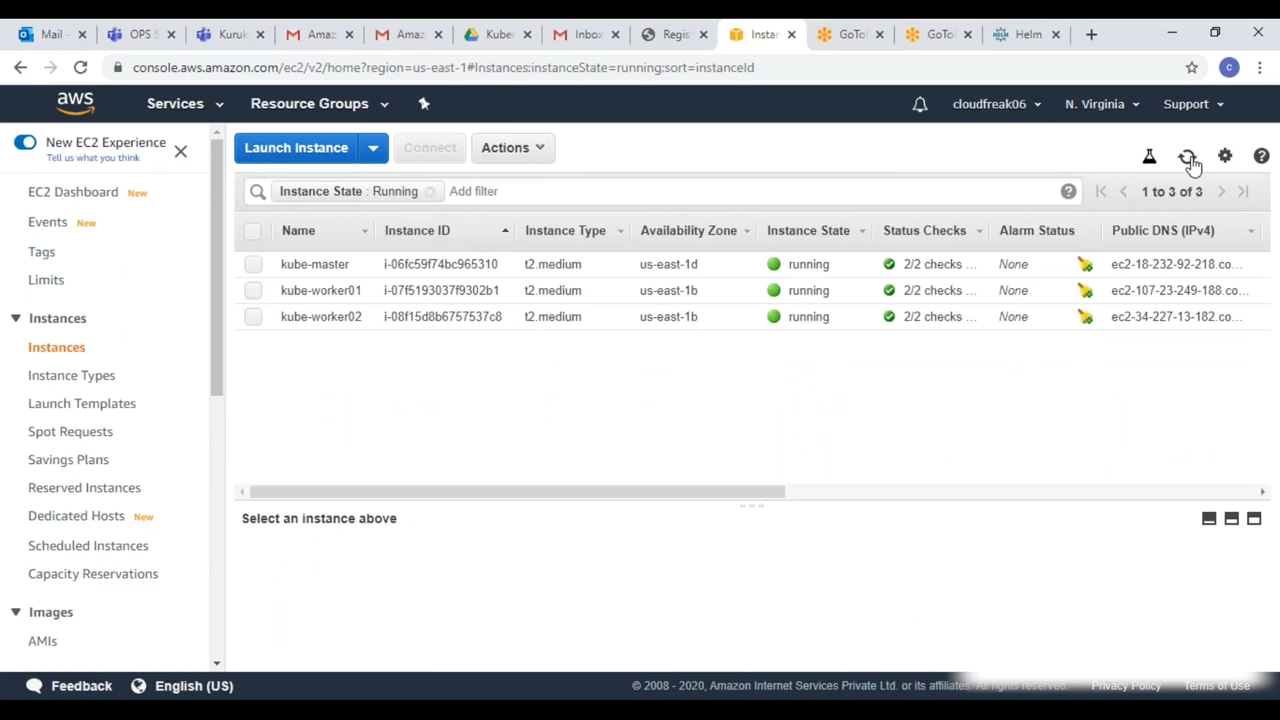 Mail
OPS S
Kuruk
Amaz
Amaz
Kuber
Inbo
Regis
Instar
GoTo
GoTo
Helm
console.aws.amazon.com/ec2/v2/home?region=us-east-1#Instances:instanceState=running;sort=instanceId
C
aws
Services
Resource Groups
cloudfreak06
N. Virginia
Support
New EC2 Experience
Tell us what you think
Launch Instance
Connect
Actions
Instance State : Running
Add filter
1 to 3 of 3
EC2 Dashboard New
Events New
Tags
Limits
Instances
Instances
Instance Types
Launch Templates
Spot Requests
Savings Plans
Reserved Instances
Dedicated Hosts New
Scheduled Instances
Capacity Reservations
Images
AMIs
Name Instance ID Instance Type Availability Zone Instance State Status Checks Alarm Status Public DNS (IPv4)
kube-master i-06fc59f74bc965310 t2.medium us-east-1d running 2/2 checks ... None ec2-18-232-92-218.co...
kube-worker01 i-07f5193037f9302b1 t2.medium us-east-1b running 2/2 checks ... None ec2-107-23-249-188.co...
kube-worker02 i-08f15d8b6757537c8 t2.medium us-east-1b running 2/2 checks ... None ec2-34-227-13-182.co...
Select an instance above
Feedback
English (US)
© 2008 - 2020, Amazon Internet Services Private Ltd. or its affiliates. All rights reserved.
Privacy Policy
Terms of Use